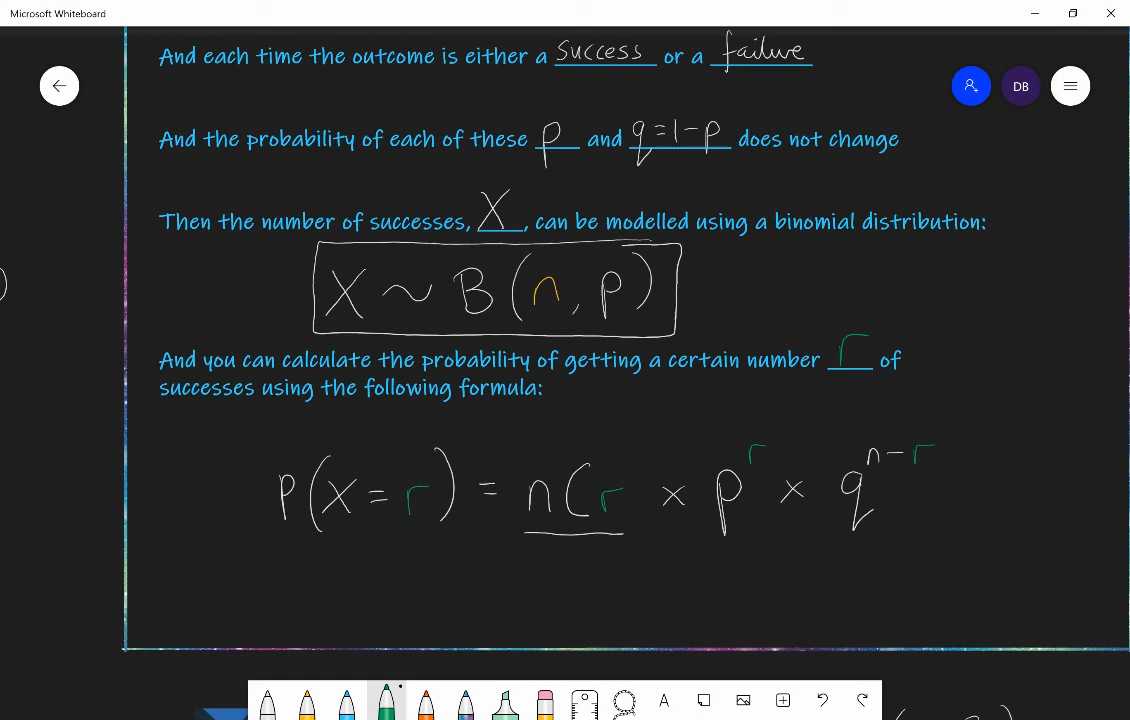 Microsoft Whiteboard
And each time the outcome is either a success or a failure
DB
And the probability of each of these p and q = 1 - p does not change
Then the number of successes, X, can be modelled using a binomial distribution:
X ~ B(n, p)
And you can calculate the probability of getting a certain number r of
successes using the following formula:
P(X = r) = nCr × p^r × q^(n-r)
A